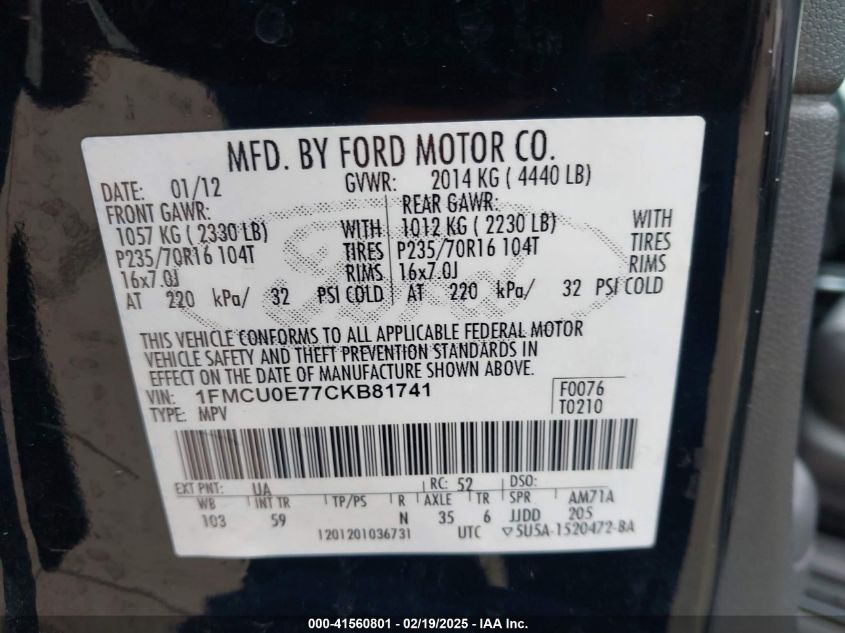 MFD. BY FORD MOTOR CO.
DATE: 01/12 GVWR: 2014 KG ( 4440 LB)
FRONT GAWR: REAR GAWR:
1057 KG ( 2330 LB) WITH 1012 KG ( 2230 LB) WITH
P235/70R16 104T TIRES P235/70R16 104T TIRES
16x7.0J RIMS 16x7.0J RIMS
AT 220 kPa/ 32 PSI COLD AT 220 kPa/ 32 PSI COLD
THIS VEHICLE CONFORMS TO ALL APPLICABLE FEDERAL MOTOR
VEHICLE SAFETY AND THEFT PREVENTION STANDARDS IN
EFFECT ON THE DATE OF MANUFACTURE SHOWN ABOVE.
VIN: 1FMCU0E77CKB81741 F0076
TYPE: MPV T0210
EXT PNT: UA RC: 52 DSO:
WB INT TR TP/PS R AXLE TR SPR AM71A
103 59 N 35 6 JJDD 205
1201201036731 UTC ▽5U5A-1520472-BA
000-41560801 - 02/19/2025 - IAA Inc.